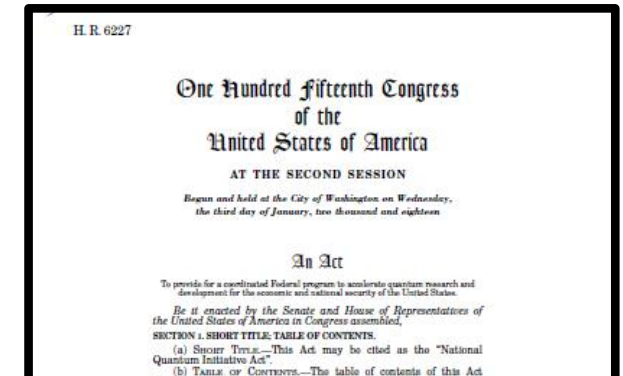 H. R. 6227
One Hundred Fifteenth Congress
of the
United States of America
AT THE SECOND SESSION
Begun and held at the City of Washington on Wednesday,
the third day of January, two thousand and eighteen
An Act
To provide for a coordinated Federal program to accelerate quantum research and
development for the economic and national security of the United States.
Be it enacted by the Senate and House of Representatives of
the United States of America in Congress assembled,
SECTION 1. SHORT TITLE; TABLE OF CONTENTS.
(a) SHORT TITLE.—This Act may be cited as the “National
Quantum Initiative Act”.
(b) TABLE OF CONTENTS.—The table of contents of this Act